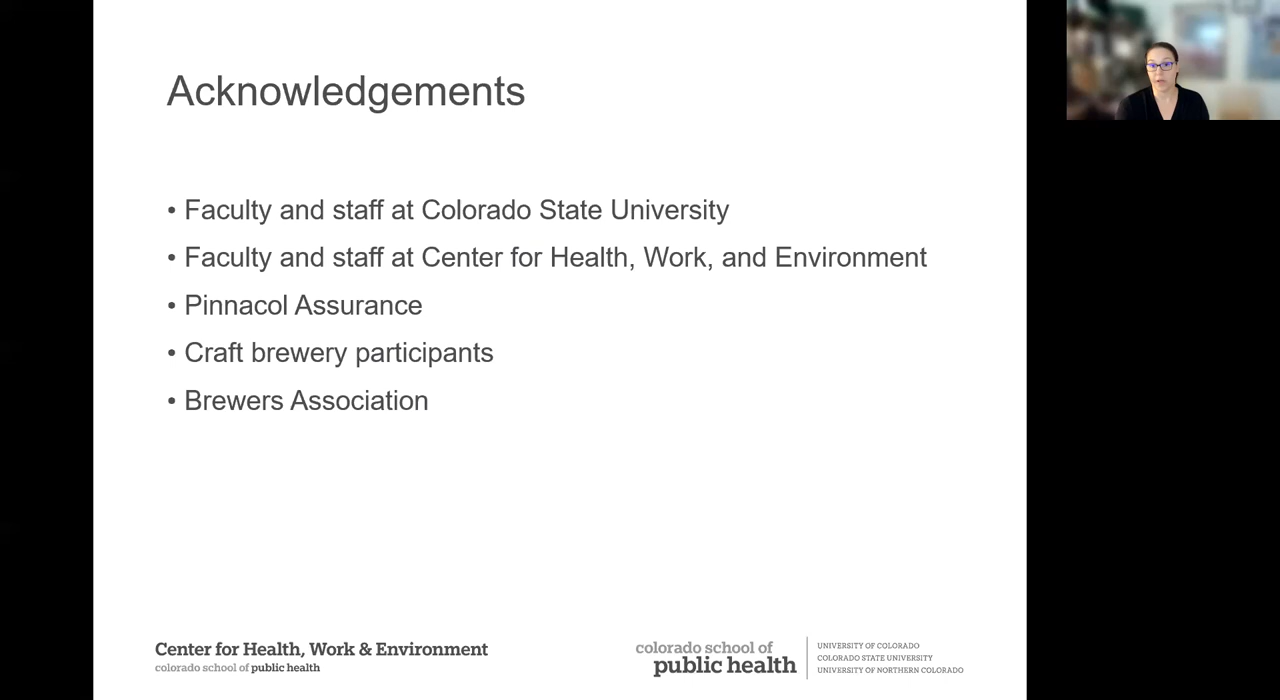 Acknowledgements
• Faculty and staff at Colorado State University
• Faculty and staff at Center for Health, Work, and Environment
• Pinnacol Assurance
• Craft brewery participants
• Brewers Association
Center for Health, Work & Environment
colorado school of public health
colorado school of
public health
UNIVERSITY OF COLORADO
COLORADO STATE UNIVERSITY
UNIVERSITY OF NORTHERN COLORADO